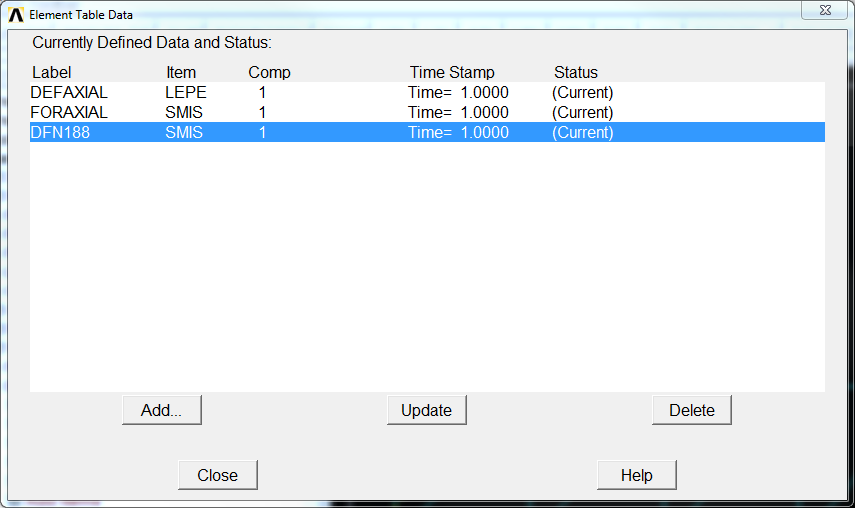 Element Table Data
Currently Defined Data and Status:
Label Item Comp Time Stamp Status
DEFAXIAL LEPE 1 Time= 1.0000 (Current)
FORAXIAL SMIS 1 Time= 1.0000 (Current)
DFN188 SMIS 1 Time= 1.0000 (Current)
Add... Update Delete
Close Help